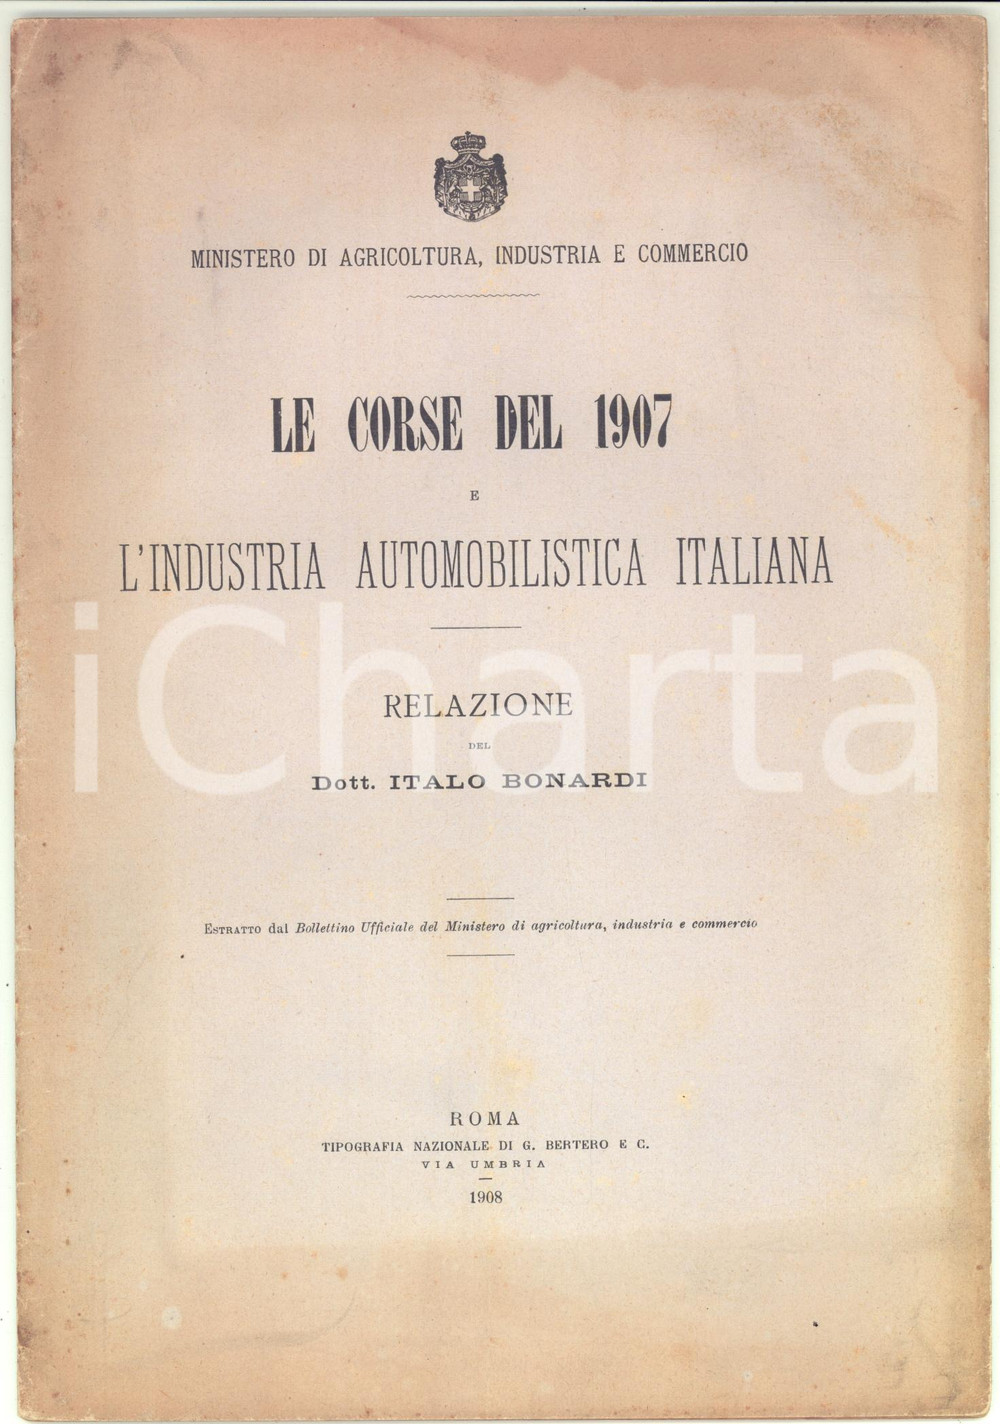 MINISTERO DI AGRICOLTURA, INDUSTRIA E COMMERCIO
LE CORSE DEL 1907
E
L'INDUSTRIA AUTOMOBILISTICA ITALIANA
iCharta
RELAZIONE
DEL
Dott. ITALO BONARDI
ESTRATTO dal Bollettino Ufficiale del Ministero di agricoltura, industria e commercio
ROMA
TIPOGRAFIA NAZIONALE DI G. BERTERO E C.
VIA UMBRIA
1908